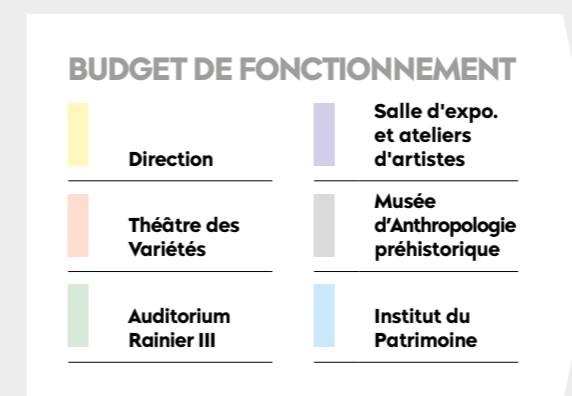 BUDGET DE FONCTIONNEMENT
Direction
Salle d'expo.
et ateliers
d'artistes
Théâtre des
Variétés
Musée
d’Anthropologie
préhistorique
Auditorium
Rainier III
Institut du
Patrimoine